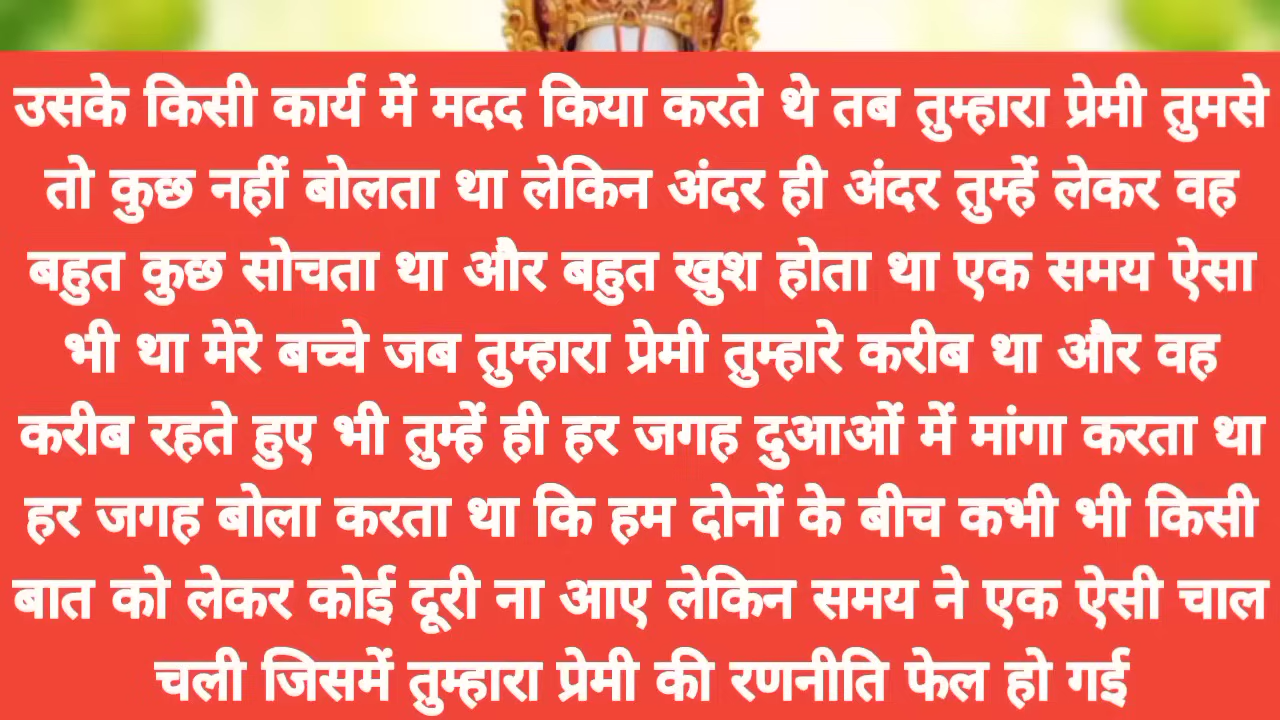 उसके किसी कार्य में मदद किया करते थे तब तुम्हारा प्रेमी तुमसे
तो कुछ नहीं बोलता था लेकिन अंदर ही अंदर तुम्हें लेकर वह
बहुत कुछ सोचता था और बहुत खुश होता था एक समय ऐसा
भी था मेरे बच्चे जब तुम्हारा प्रेमी तुम्हारे करीब था और वह
करीब रहते हुए भी तुम्हें ही हर जगह दुआओं में मांगा करता था
हर जगह बोला करता था कि हम दोनों के बीच कभी भी किसी
बात को लेकर कोई दूरी ना आए लेकिन समय ने एक ऐसी चाल
चली जिसमें तुम्हारा प्रेमी की रणनीति फेल हो गई